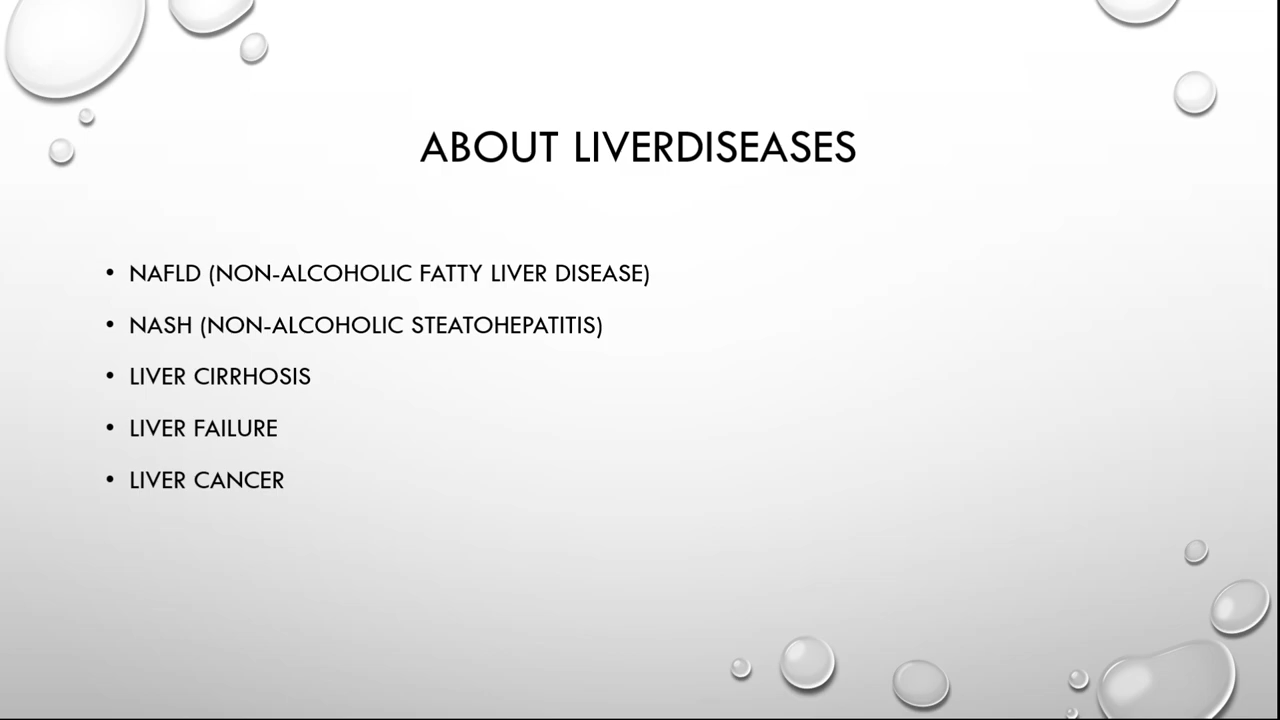 ABOUT LIVERDISEASES
• NAFLD (NON-ALCOHOLIC FATTY LIVER DISEASE)
• NASH (NON-ALCOHOLIC STEATOHEPATITIS)
• LIVER CIRRHOSIS
• LIVER FAILURE
• LIVER CANCER